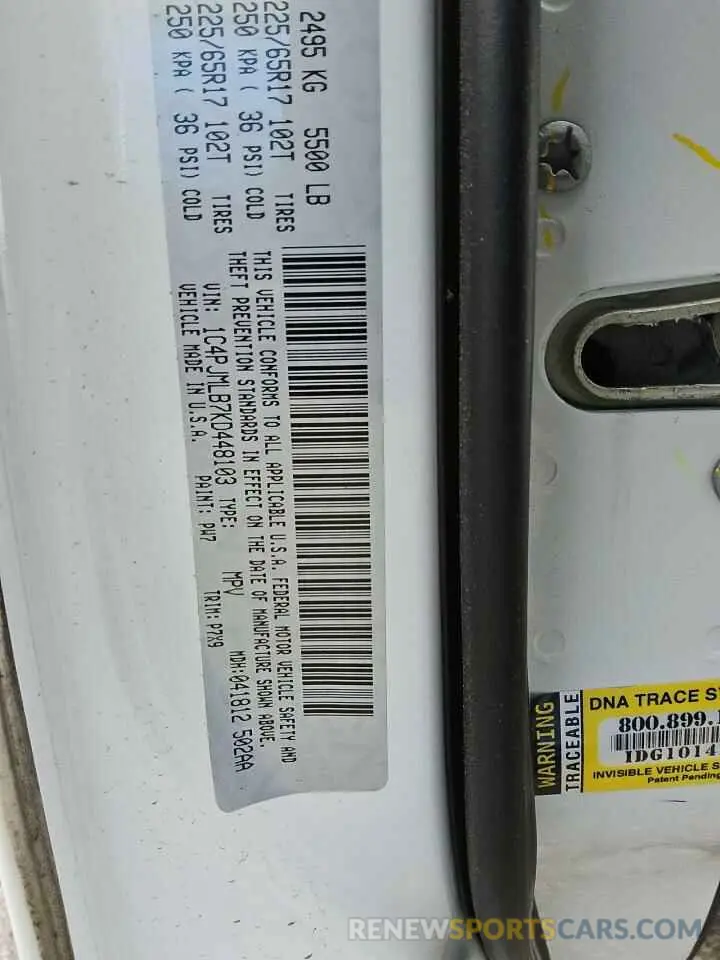 2495 KG 5500 LB
225/65R17 102T TIRES
250 KPA ( 36 PSI) COLD
225/65R17 102T TIRES
250 KPA ( 36 PSI) COLD
THIS VEHICLE CONFORMS TO ALL APPLICABLE U.S.A. FEDERAL MOTOR VEHICLE SAFETY AND
THEFT PREVENTION STANDARDS IN EFFECT ON THE DATE OF MANUFACTURE SHOWN ABOVE.
VIN: 1C4PJMLB7KD448103 TYPE: MPV MDH:041812 502AA
VEHICLE MADE IN U.S.A. PAINT: PW7 TRIM: P7X9
WARNING
TRACEABLE
DNA TRACE
800.899.
IDG1014
INVISIBLE VEHICLE
Patent Pending
RENEWSPORTSCARS.COM